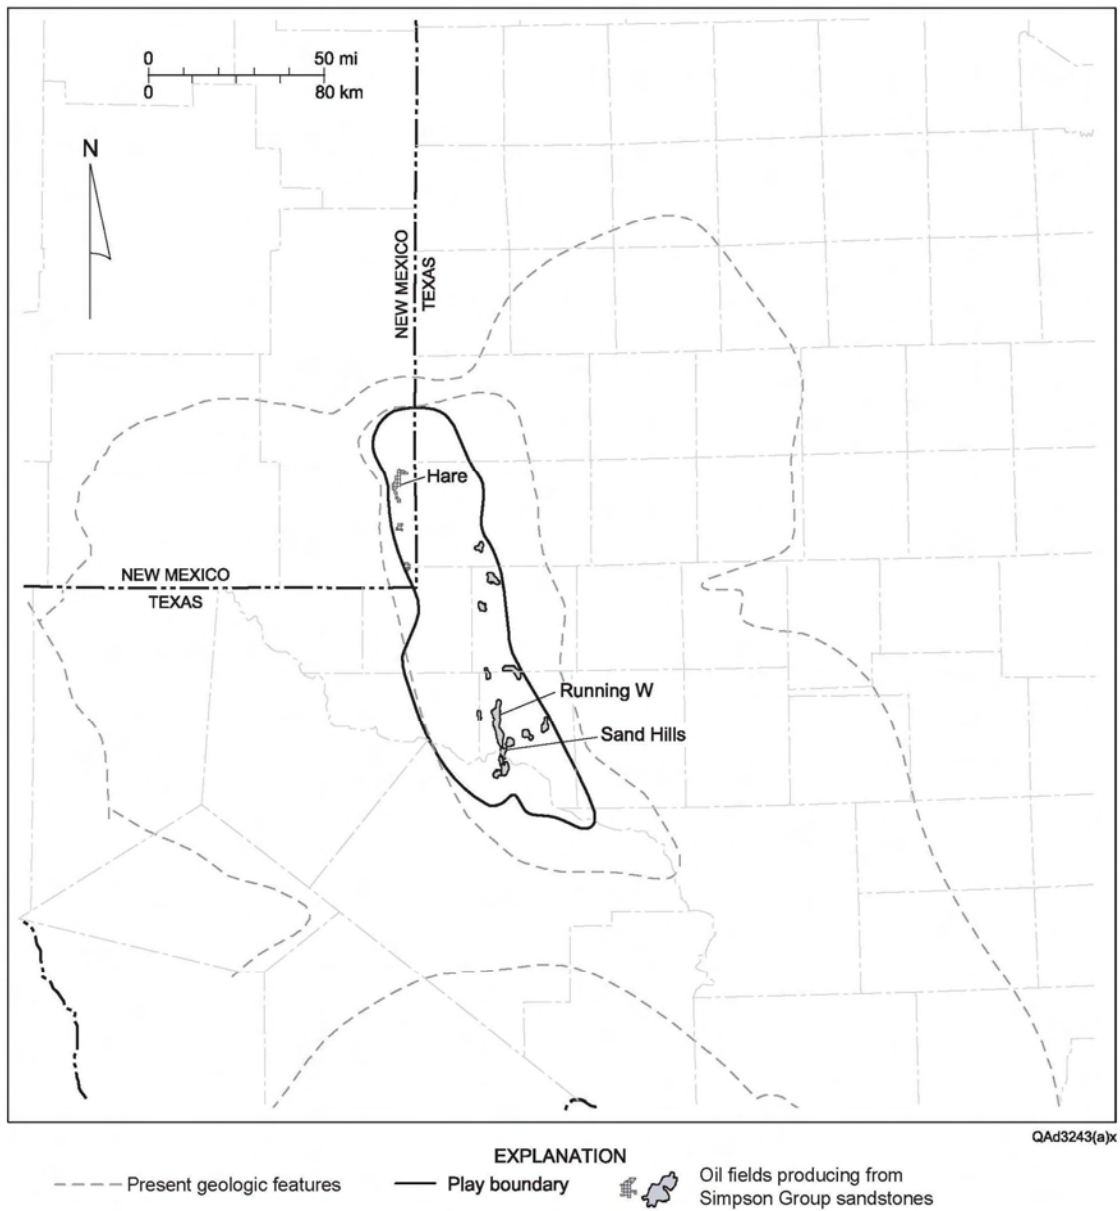 0 50 mi
0 80 km
N
NEW MEXICO
TEXAS
Hare
NEW MEXICO
TEXAS
Running W
Sand Hills
QAd3243(a)x
EXPLANATION
Present geologic features
Play boundary
Oil fields producing from
Simpson Group sandstones